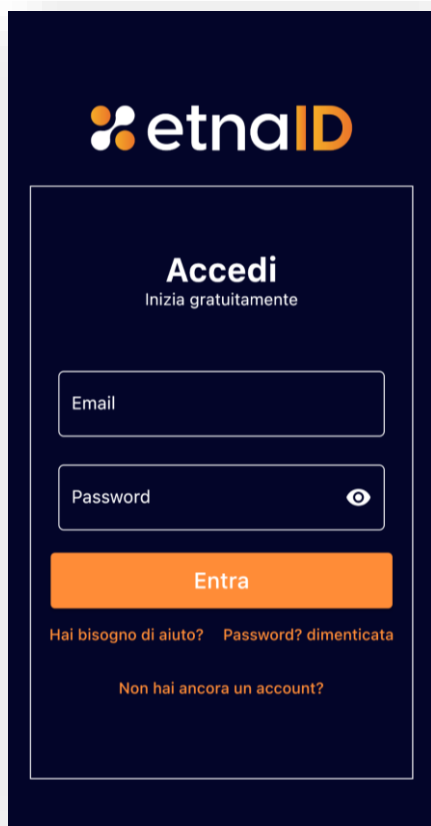 etnaID
Accedi
Inizia gratuitamente
Email
Password
Entra
Hai bisogno di aiuto? Password? dimenticata
Non hai ancora un account?